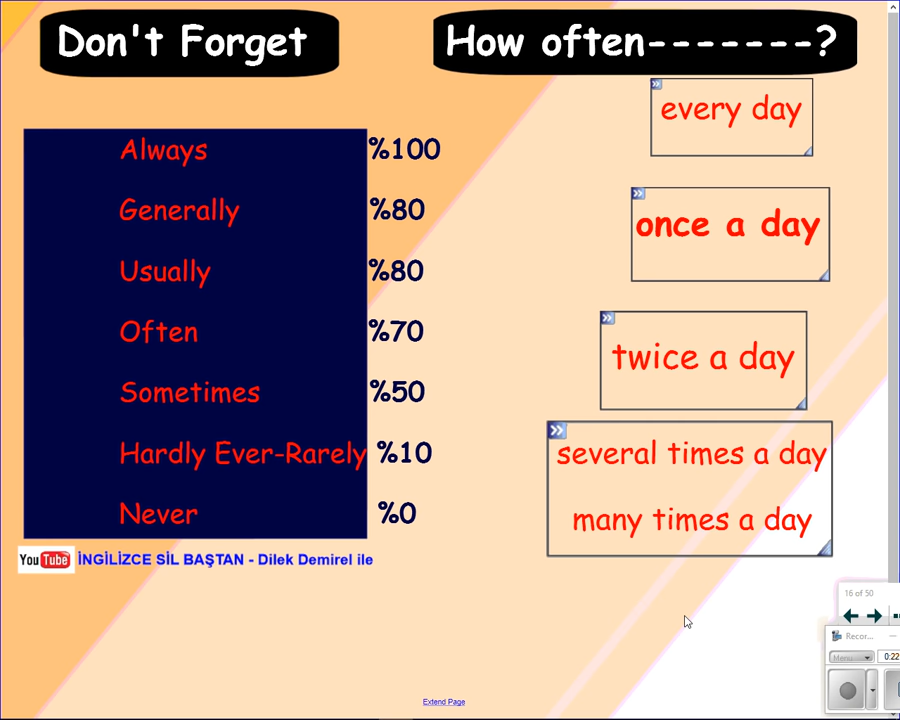 Don't Forget
How often-------?
Always %100
Generally %80
Usually %80
Often %70
Sometimes %50
Hardly Ever-Rarely %10
Never %0
every day
once a day
twice a day
several times a day
many times a day
YouTube İNGİLİZCE SİL BAŞTAN - Dilek Demirel ile
16 of 50
Recor...
Menu
0:22
Extend Page